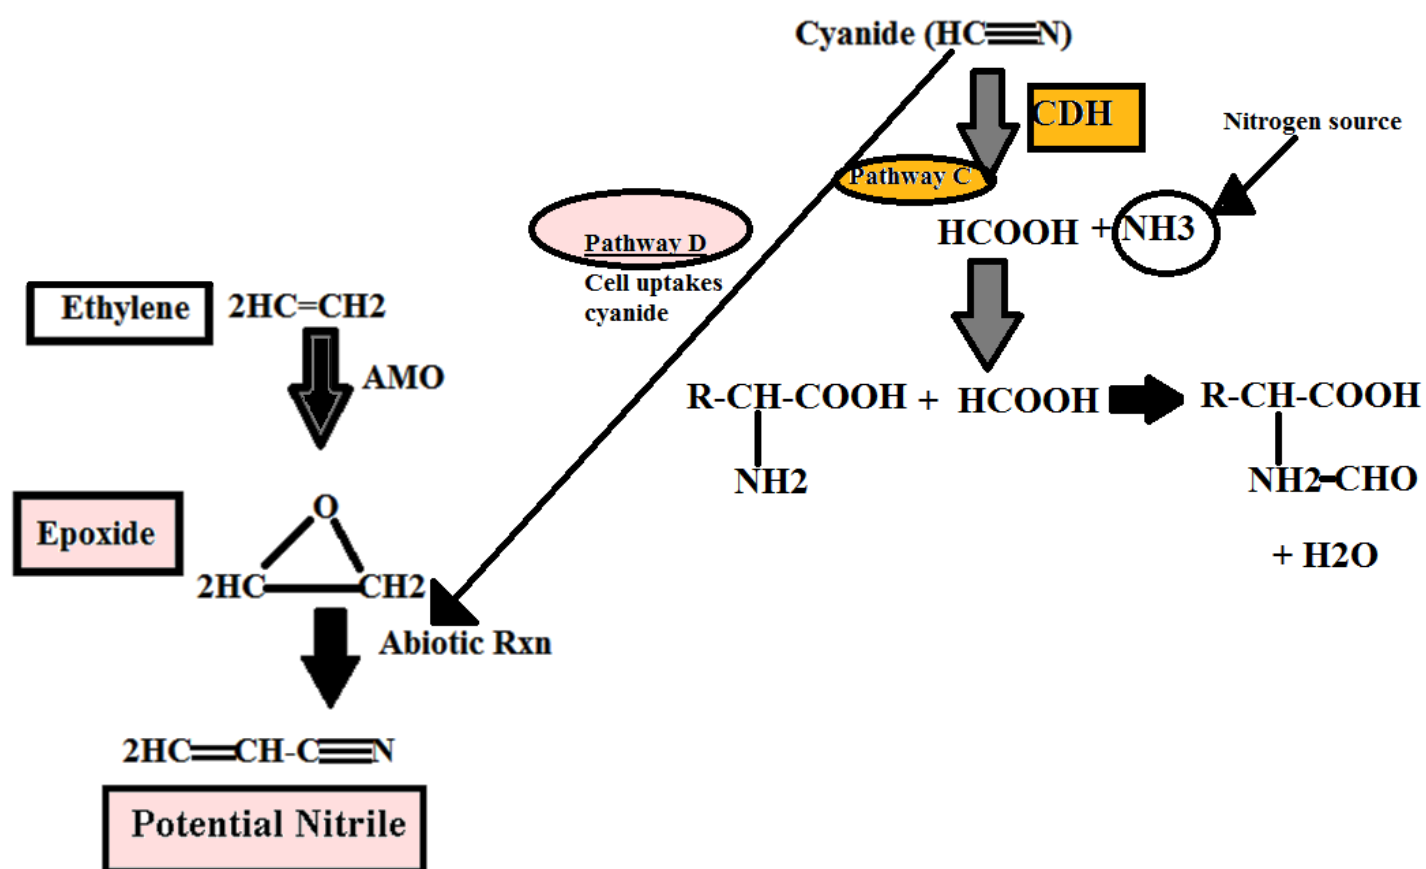 Cyanide (HC≡N)
CDH
Nitrogen source
Pathway C
HCOOH + NH3
Pathway D
Cell uptakes
cyanide
Ethylene 2HC=CH2
AMO
R-CH-COOH + HCOOH
NH2
R-CH-COOH
NH2-CHO
+ H2O
Epoxide
O
2HC CH2
Abiotic Rxn
2HC=CH-C≡N
Potential Nitrile